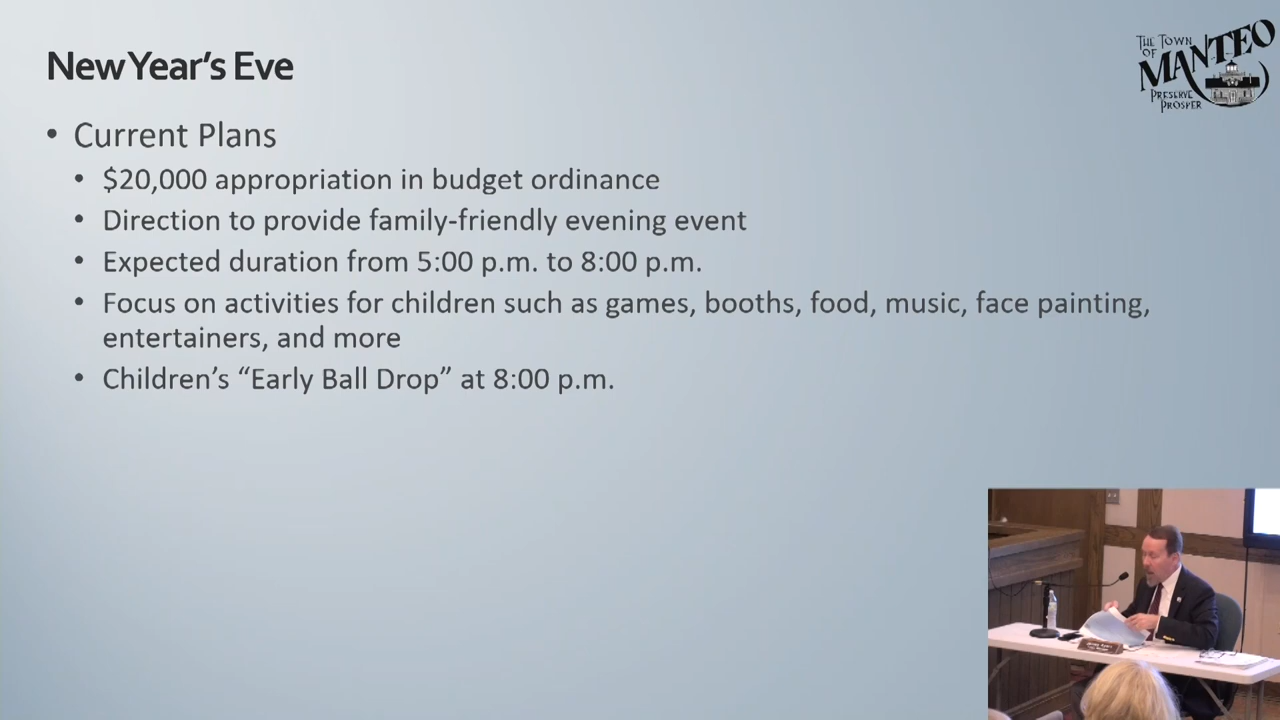 New Year's Eve
THE TOWN
OF
MANTEO
PRESERVE
PROSPER
• Current Plans
• $20,000 appropriation in budget ordinance
• Direction to provide family-friendly evening event
• Expected duration from 5:00 p.m. to 8:00 p.m.
• Focus on activities for children such as games, booths, food, music, face painting,
entertainers, and more
• Children's “Early Ball Drop” at 8:00 p.m.